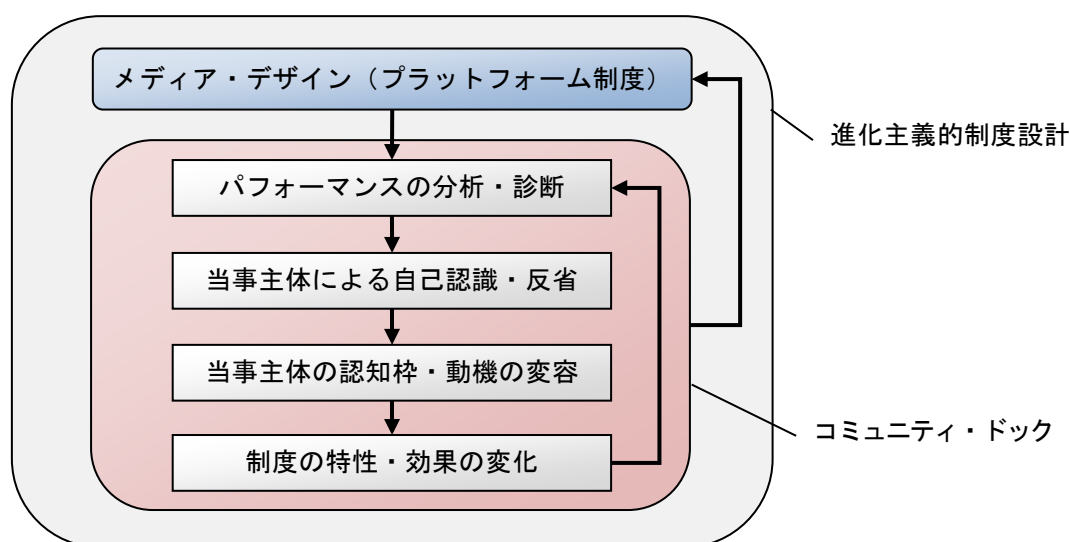 メディア・デザイン（プラットフォーム制度）
進化主義的制度設計
パフォーマンスの分析・診断
当事主体による自己認識・反省
当事主体の認知枠・動機の変容
コミュニティ・ドック
制度の特性・効果の変化